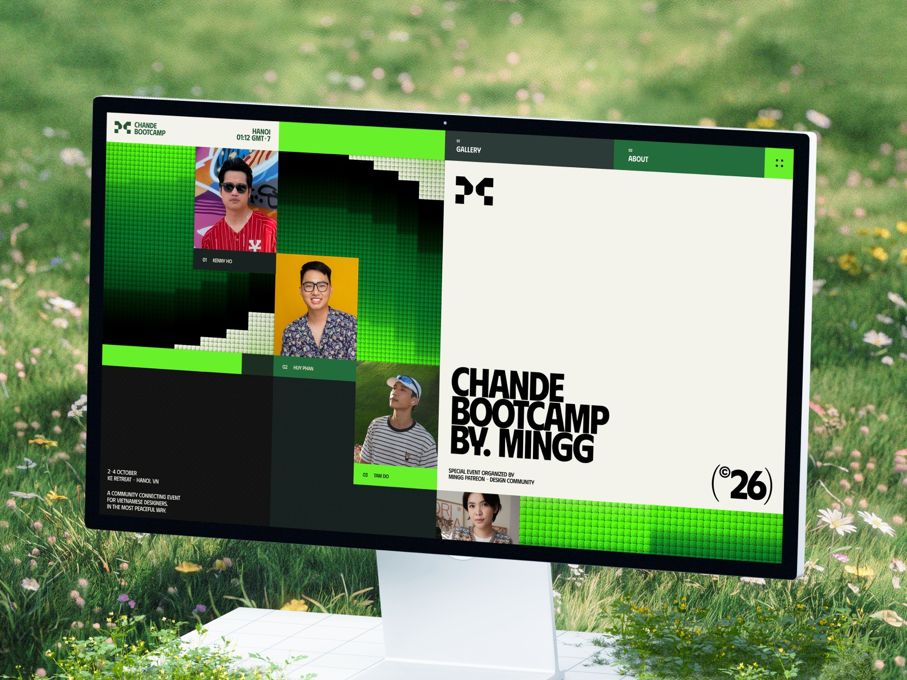 CHANDE
BOOTCAMP
HANOI
01:12 GMT-7
01
GALLERY
02
ABOUT
01 KENNY HO
02 HUY PHAN
03 TAM DO
2-4 OCTOBER
KE RETREAT - HANOI, VN
A COMMUNITY CONNECTING EVENT
FOR VIETNAMESE DESIGNERS.
IN THE MOST PEACEFUL WAY.
CHANDE
BOOTCAMP
BY. MINGG
SPECIAL EVENT ORGANIZED BY
MINGG PATREON - DESIGN COMMUNITY
(©26)